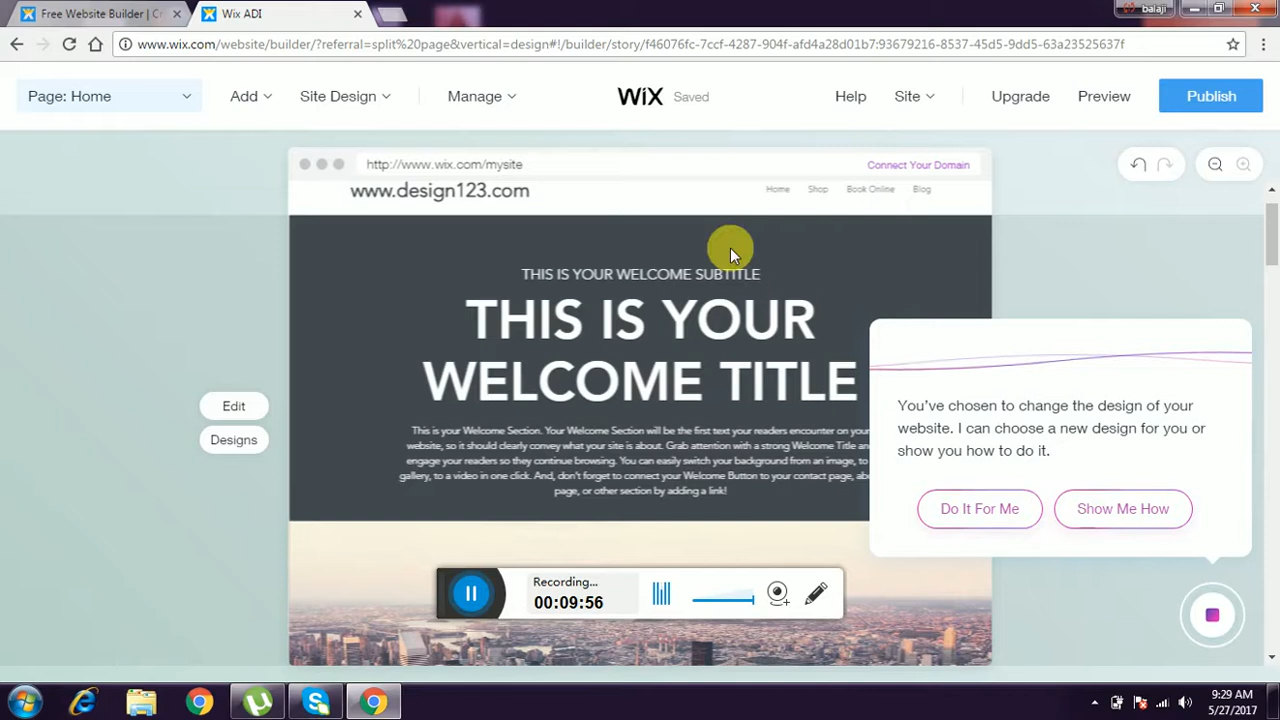 Free Website Builder | Cr
Wix ADI
balaji
www.wix.com/website/builder/?referral=split%20page&vertical=design#!/builder/story/f46076fc-7ccf-4287-904f-afd4a28d01b7:93679216-8537-45d5-9dd5-63a23525637f
Page: Home
Add
Site Design
Manage
WiX
Saved
Help
Site
Upgrade
Preview
Publish
http://www.wix.com/mysite
Connect Your Domain
www.design123.com
Home
Shop
Book Online
Blog
THIS IS YOUR WELCOME SUBTITLE
THIS IS YOUR
WELCOME TITLE
This is your Welcome Section. Your Welcome Section will be the first text your readers encounter on your
website, so it should clearly convey what your site is about. Grab attention with a strong Welcome Title and
engage your readers so they continue browsing. You can easily switch your background from an image, to
gallery, to a video in one click. And, don't forget to connect your Welcome Button to your contact page,
page, or other section by adding a link!
Edit
Designs
You've chosen to change the design of your
website. I can choose a new design for you or
show you how to do it.
Do It For Me
Show Me How
Recording...
00:09:56
9:29 AM
5/27/2017